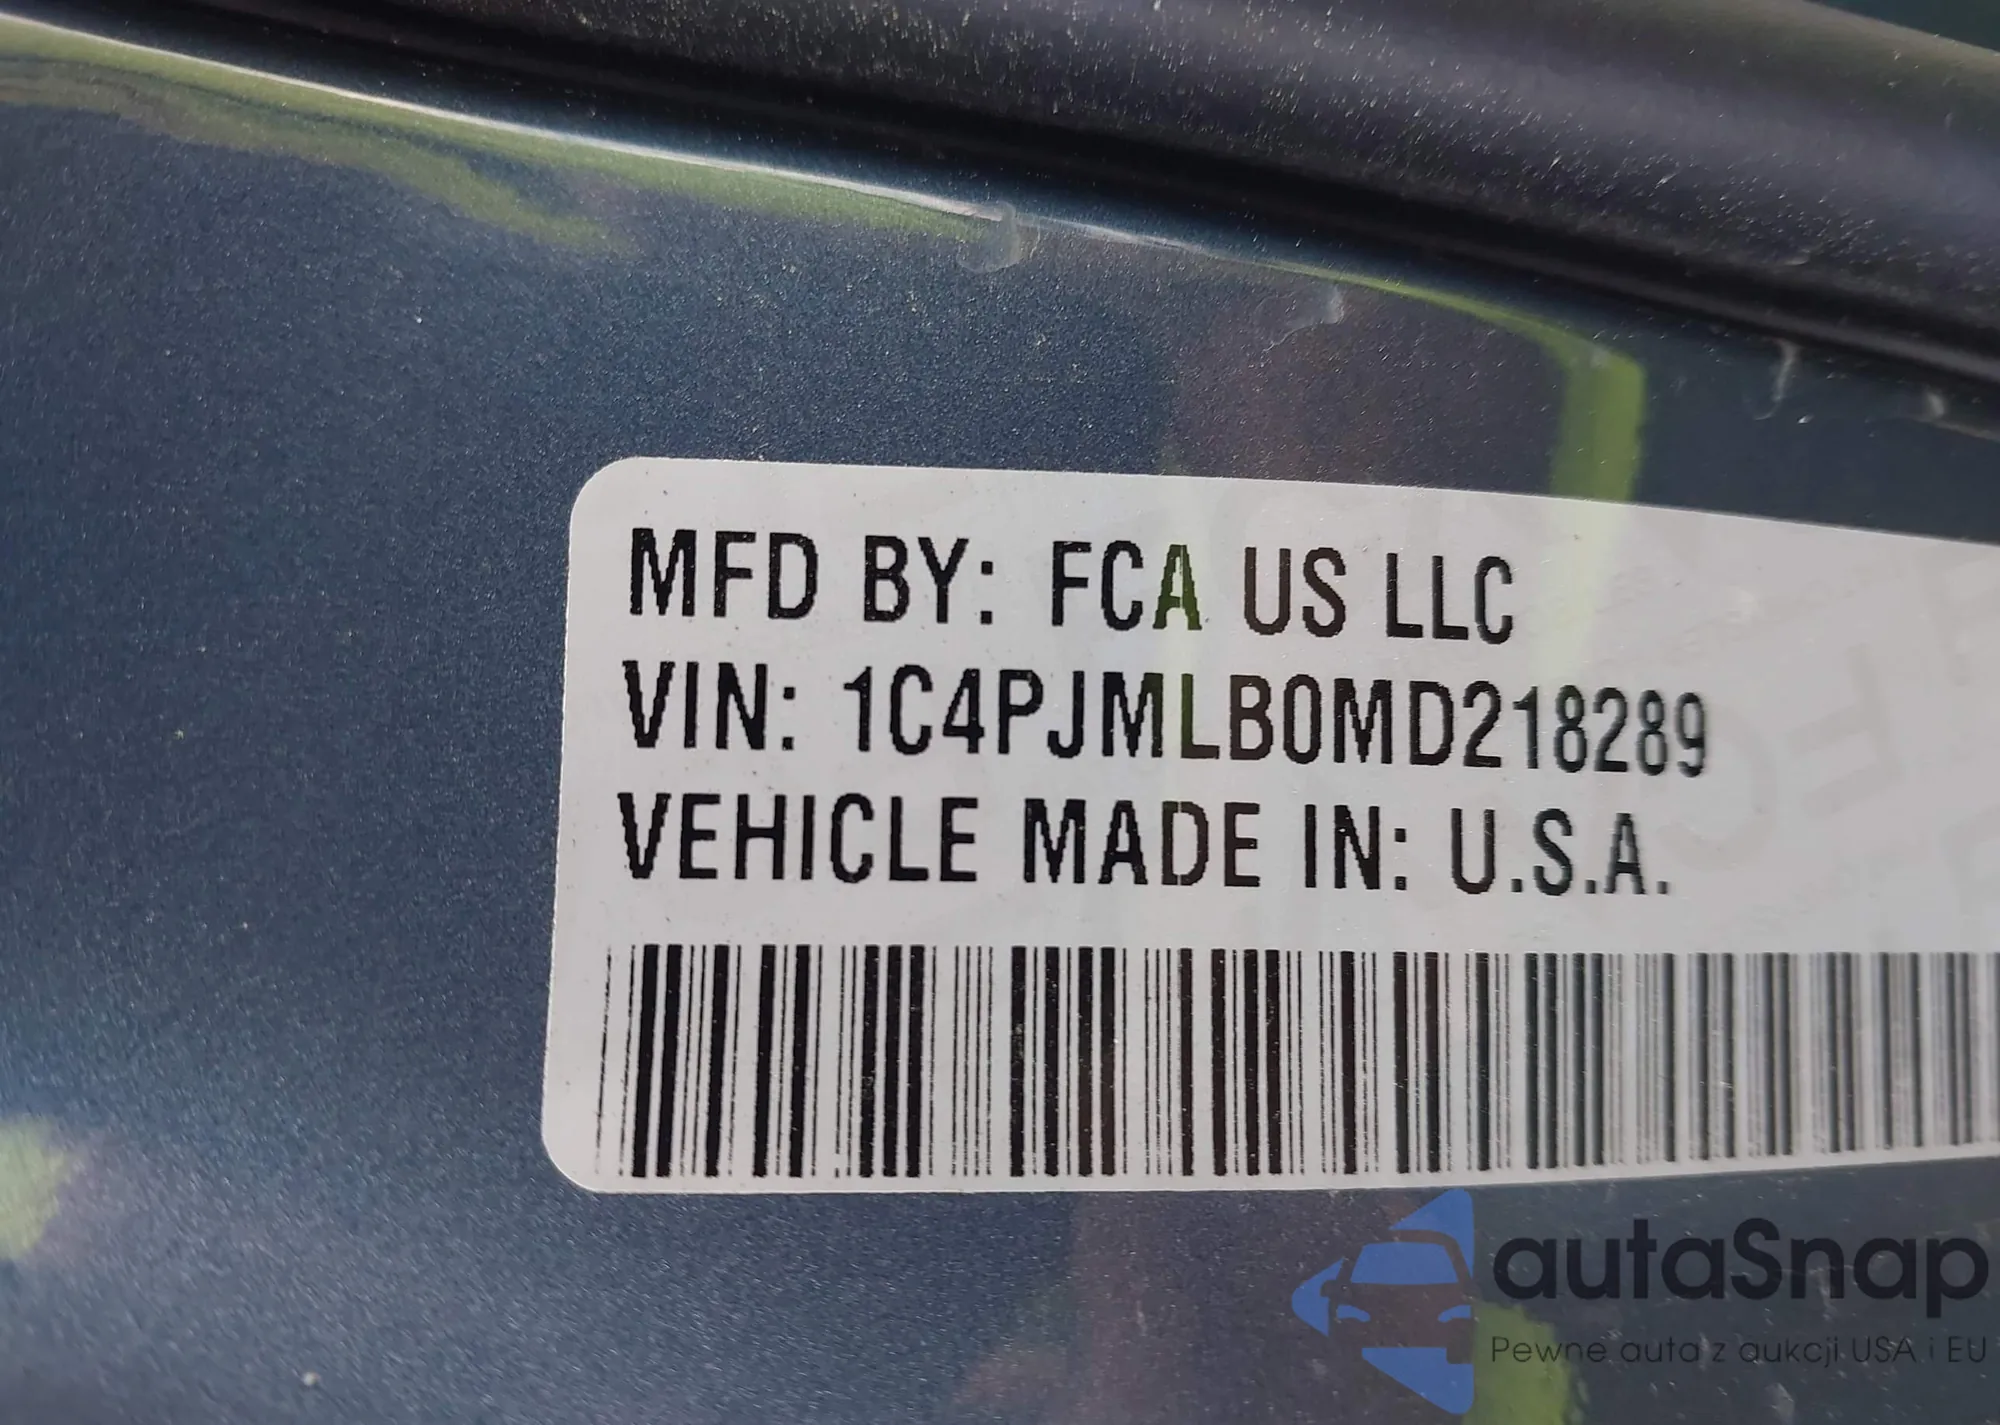 MFD BY: FCA US LLC
VIN: 1C4PJMLB0MD218289
VEHICLE MADE IN: U.S.A.
autaSnap
Pewne auta z aukcji USA i EU